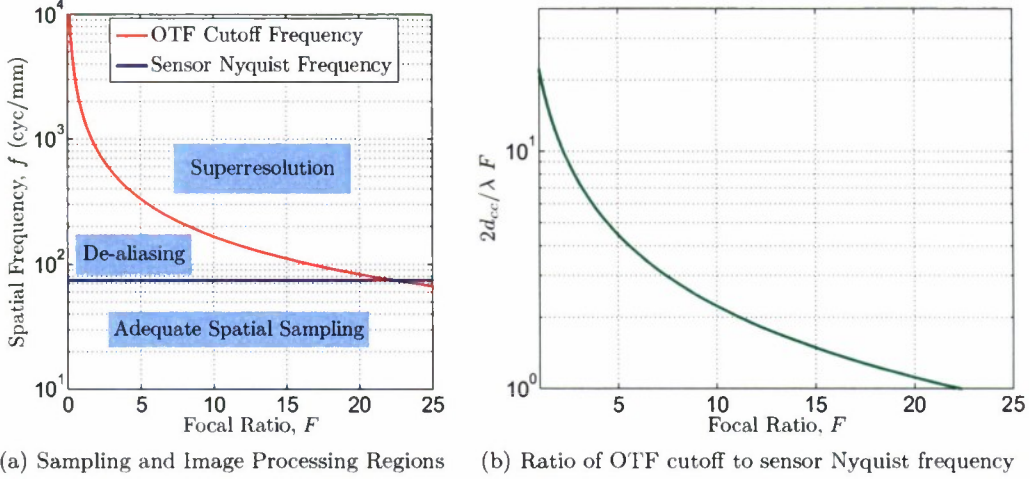 10^4
10^3
10^2
10^1
Spatial Frequency, f (cyc/mm)
OTF Cutoff Frequency
Sensor Nyquist Frequency
Superresolution
De-aliasing
Adequate Spatial Sampling
0 5 10 15 20 25
Focal Ratio, F
(a) Sampling and Image Processing Regions
10^1
10^0
2d_{cc}/λ F
5 10 15 20 25
Focal Ratio, F
(b) Ratio of OTF cutoff to sensor Nyquist frequency